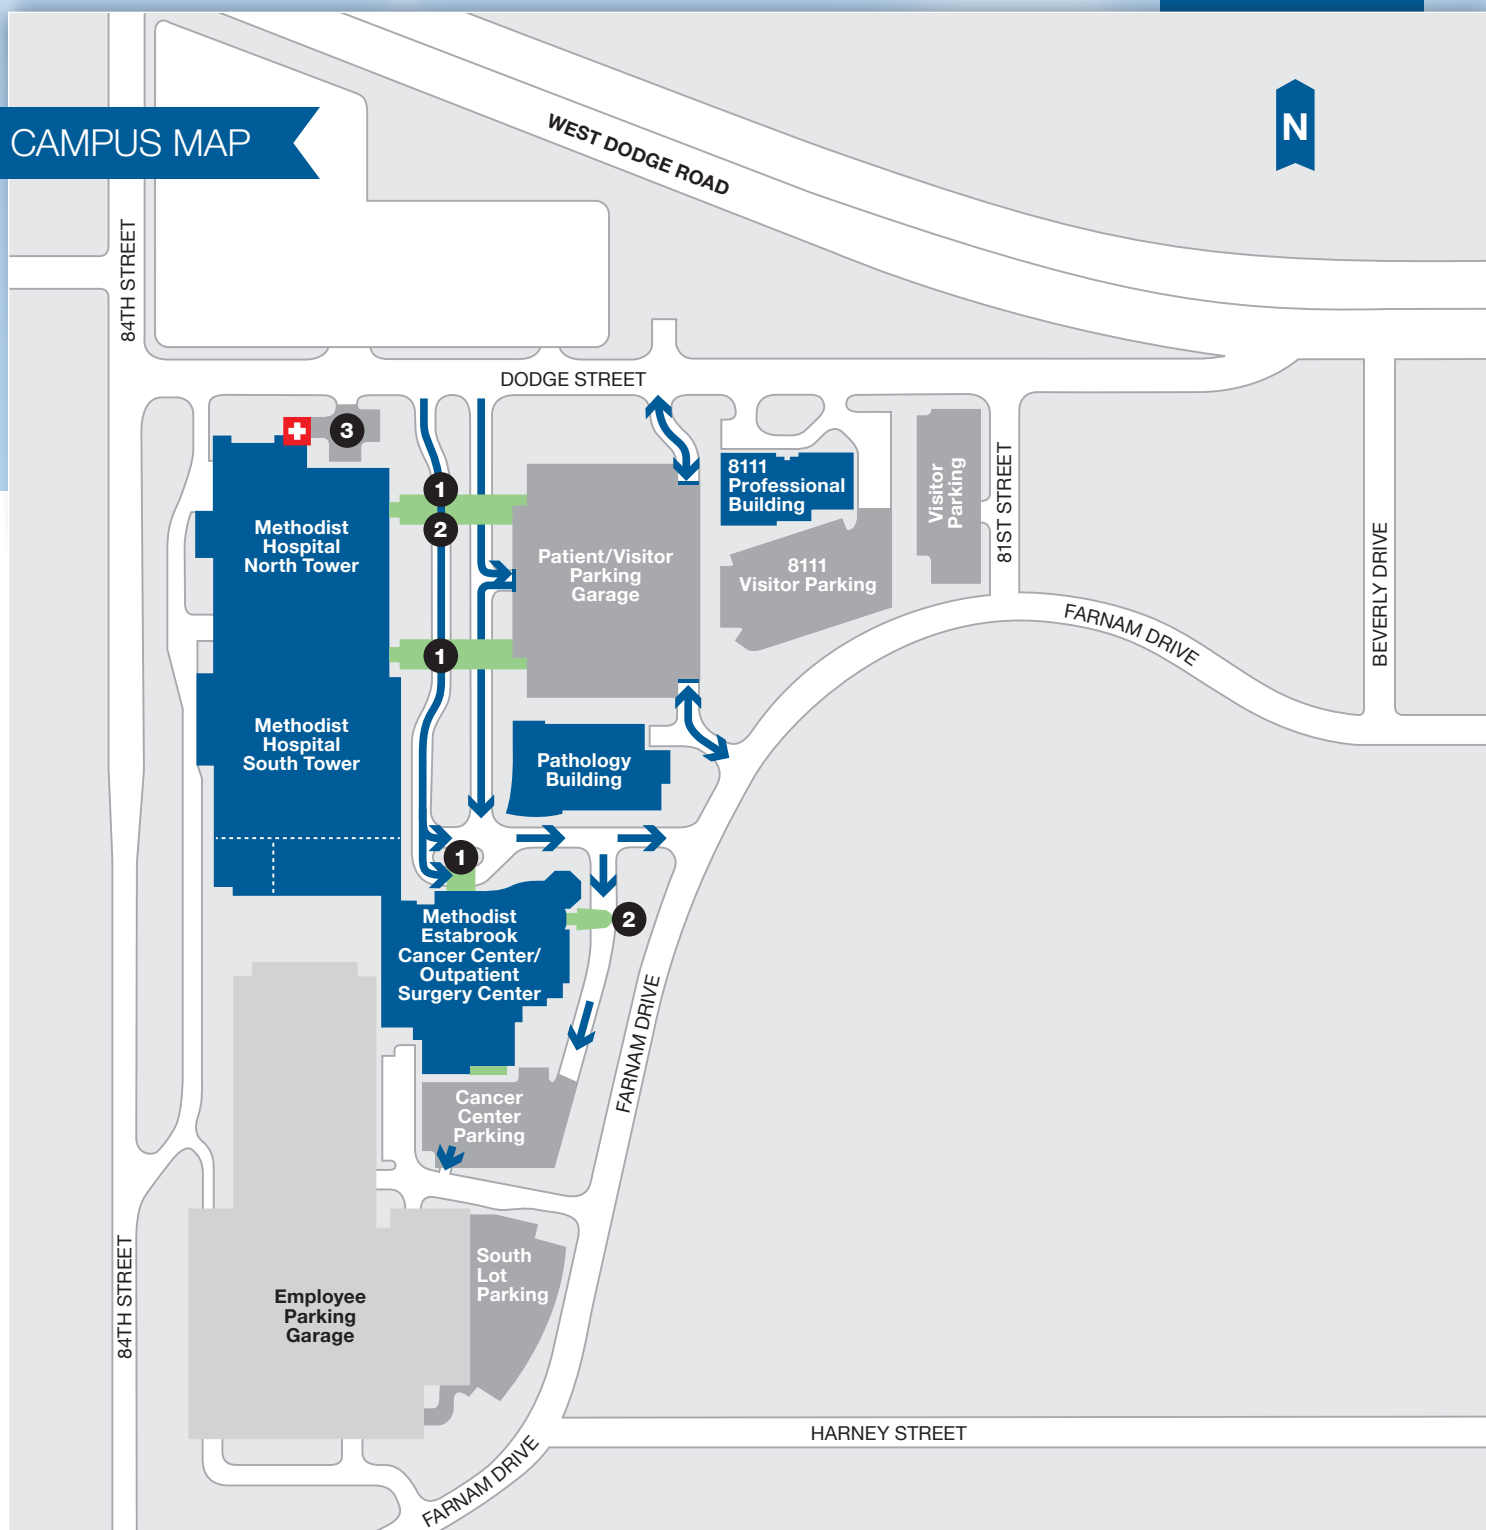 CAMPUS MAP
N
WEST DODGE ROAD
84TH STREET
DODGE STREET
3
1
2
Methodist
Hospital
North Tower
Patient/Visitor
Parking
Garage
8111
Professional
Building
8111
Visitor Parking
Visitor
Parking
81ST STREET
BEVERLY DRIVE
FARNAM DRIVE
1
Methodist
Hospital
South Tower
Pathology
Building
1
2
Methodist
Estabrook
Cancer Center/
Outpatient
Surgery Center
FARNAM DRIVE
Cancer
Center
Parking
84TH STREET
South
Lot
Parking
Employee
Parking
Garage
HARNEY STREET
FARNAM DRIVE